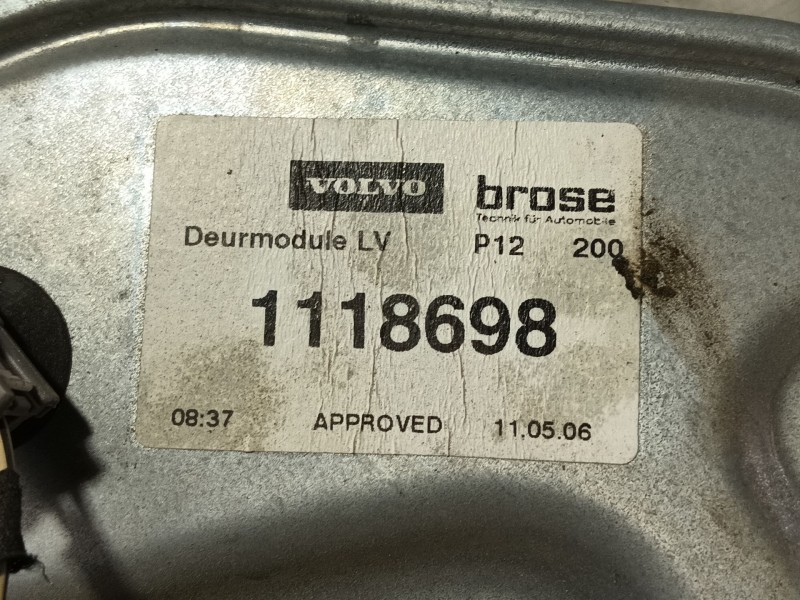 VOLVO brose
Technik für Automobile
Deurmodule LV P12 200
1118698
08:37 APPROVED 11.05.06